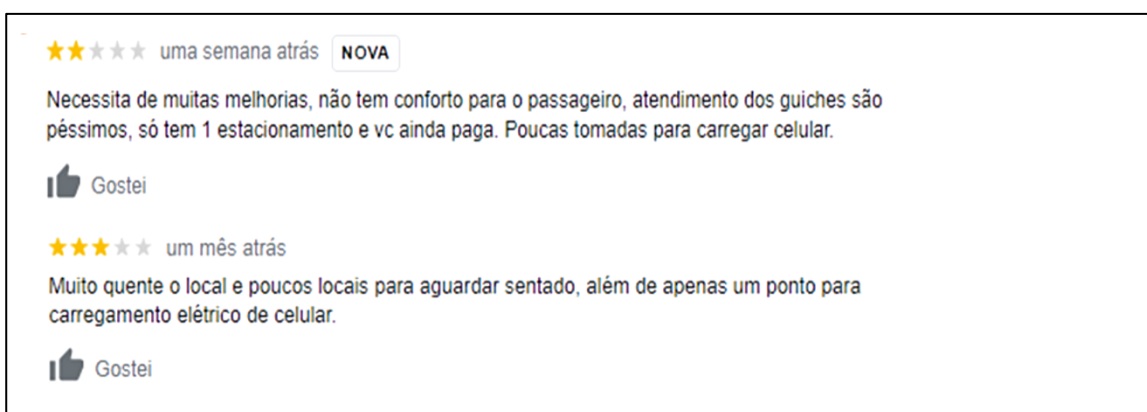 uma semana atrás NOVA
Necessita de muitas melhorias, não tem conforto para o passageiro, atendimento dos guiches são
péssimos, só tem 1 estacionamento e vc ainda paga. Poucas tomadas para carregar celular.
Gostei
um mês atrás
Muito quente o local e poucos locais para aguardar sentado, além de apenas um ponto para
carregamento elétrico de celular.
Gostei